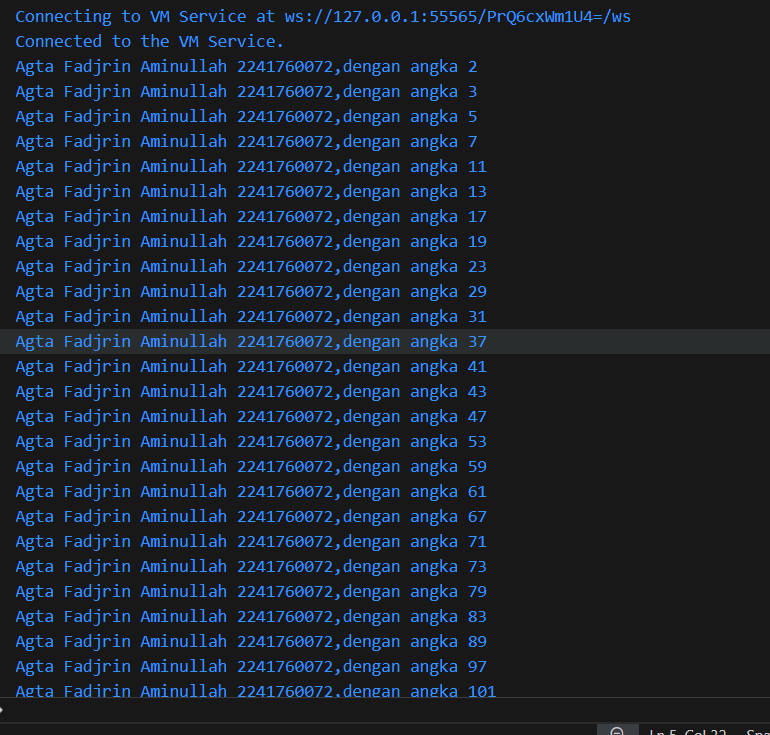 Connecting to VM Service at ws://127.0.0.1:55565/PrQ6cxWm1U4=/ws
Connected to the VM Service.
Agta Fadjrin Aminullah 2241760072,dengan angka 2
Agta Fadjrin Aminullah 2241760072,dengan angka 3
Agta Fadjrin Aminullah 2241760072,dengan angka 5
Agta Fadjrin Aminullah 2241760072,dengan angka 7
Agta Fadjrin Aminullah 2241760072,dengan angka 11
Agta Fadjrin Aminullah 2241760072,dengan angka 13
Agta Fadjrin Aminullah 2241760072,dengan angka 17
Agta Fadjrin Aminullah 2241760072,dengan angka 19
Agta Fadjrin Aminullah 2241760072,dengan angka 23
Agta Fadjrin Aminullah 2241760072,dengan angka 29
Agta Fadjrin Aminullah 2241760072,dengan angka 31
Agta Fadjrin Aminullah 2241760072,dengan angka 37
Agta Fadjrin Aminullah 2241760072,dengan angka 41
Agta Fadjrin Aminullah 2241760072,dengan angka 43
Agta Fadjrin Aminullah 2241760072,dengan angka 47
Agta Fadjrin Aminullah 2241760072,dengan angka 53
Agta Fadjrin Aminullah 2241760072,dengan angka 59
Agta Fadjrin Aminullah 2241760072,dengan angka 61
Agta Fadjrin Aminullah 2241760072,dengan angka 67
Agta Fadjrin Aminullah 2241760072,dengan angka 71
Agta Fadjrin Aminullah 2241760072,dengan angka 73
Agta Fadjrin Aminullah 2241760072,dengan angka 79
Agta Fadjrin Aminullah 2241760072,dengan angka 83
Agta Fadjrin Aminullah 2241760072,dengan angka 89
Agta Fadjrin Aminullah 2241760072,dengan angka 97
Agta Fadjrin Aminullah 2241760072,dengan angka 101